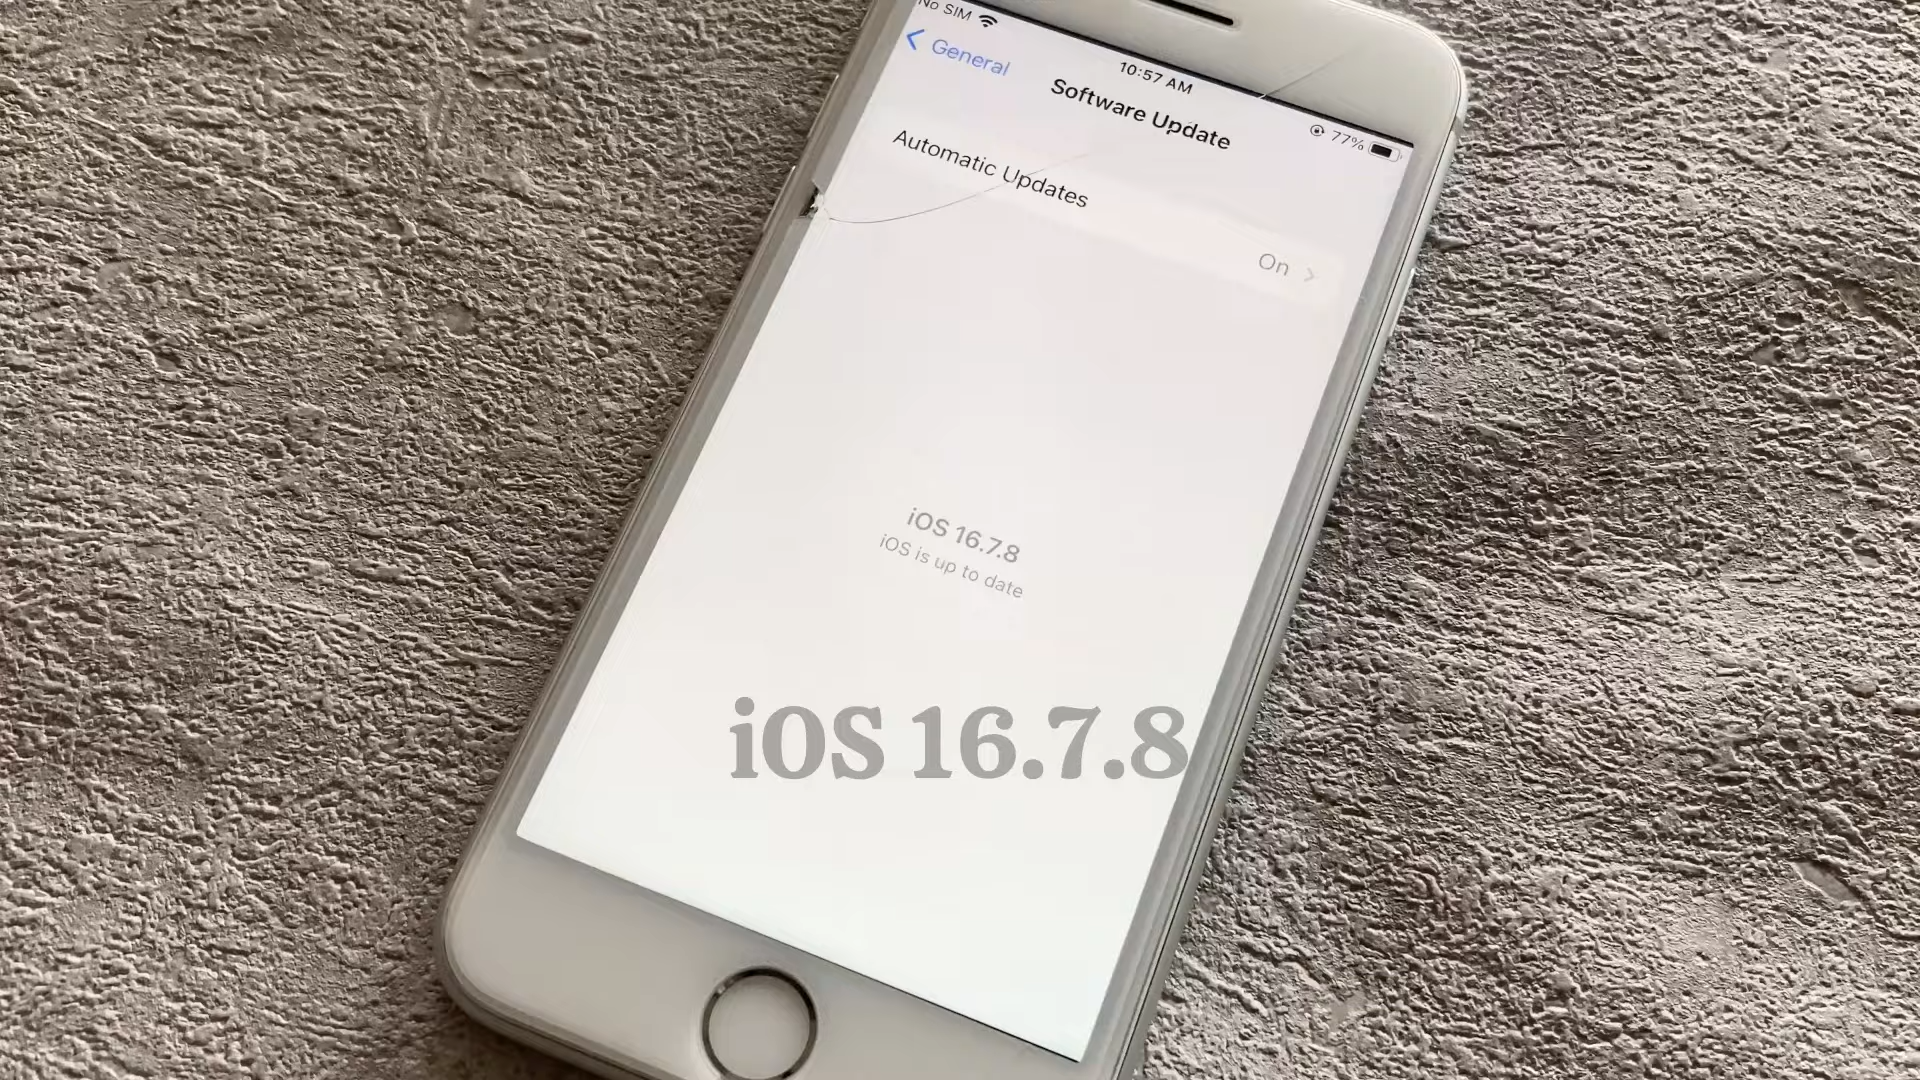 No SIM
10:57 AM
77%
General
Software Update
Automatic Updates
On
iOS 16.7.8
iOS is up to date
iOS 16.7.8